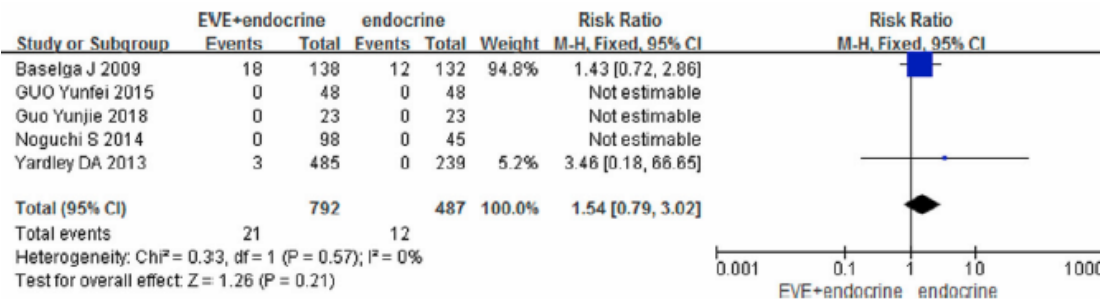 EVE+endocrine endocrine Risk Ratio Risk Ratio
Study or Subgroup Events Total Events Total Weight M-H, Fixed, 95% CI M-H, Fixed, 95% CI
Baselga J 2009 18 138 12 132 94.8% 1.43 [0.72, 2.86]
GUO Yunfei 2015 0 48 0 48 Not estimable
Guo Yunjie 2018 0 23 0 23 Not estimable
Noguchi S 2014 0 98 0 45 Not estimable
Yardley DA 2013 3 485 0 239 5.2% 3.46 [0.18, 66.65]
Total (95% CI) 792 487 100.0% 1.54 [0.79, 3.02]
Total events 21 12
Heterogeneity: Chi² = 0.33, df = 1 (P = 0.57); I² = 0%
Test for overall effect: Z = 1.26 (P = 0.21)
0.001 0.1 1 10 1000
EVE+endocrine endocrine